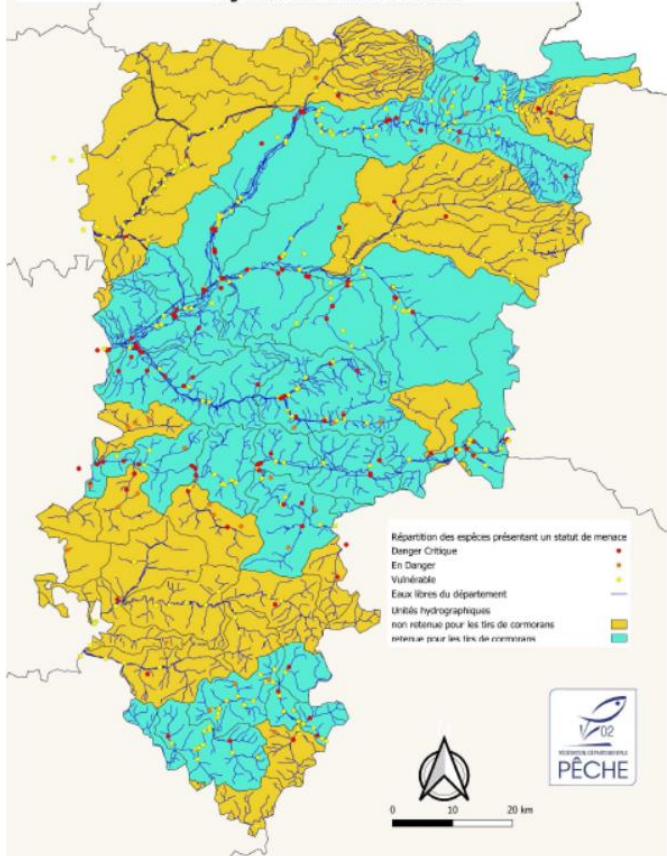 Répartition des espèces présentant un statut de menace
Danger Critique
En Danger
Vulnérable
Eaux libres du département
Unités hydrographiques
non retenue pour les tirs de cormorans
retenue pour les tirs de cormorans
02
FÉDÉRATION DÉPARTEMENTALE
PÊCHE
0 10 20 km